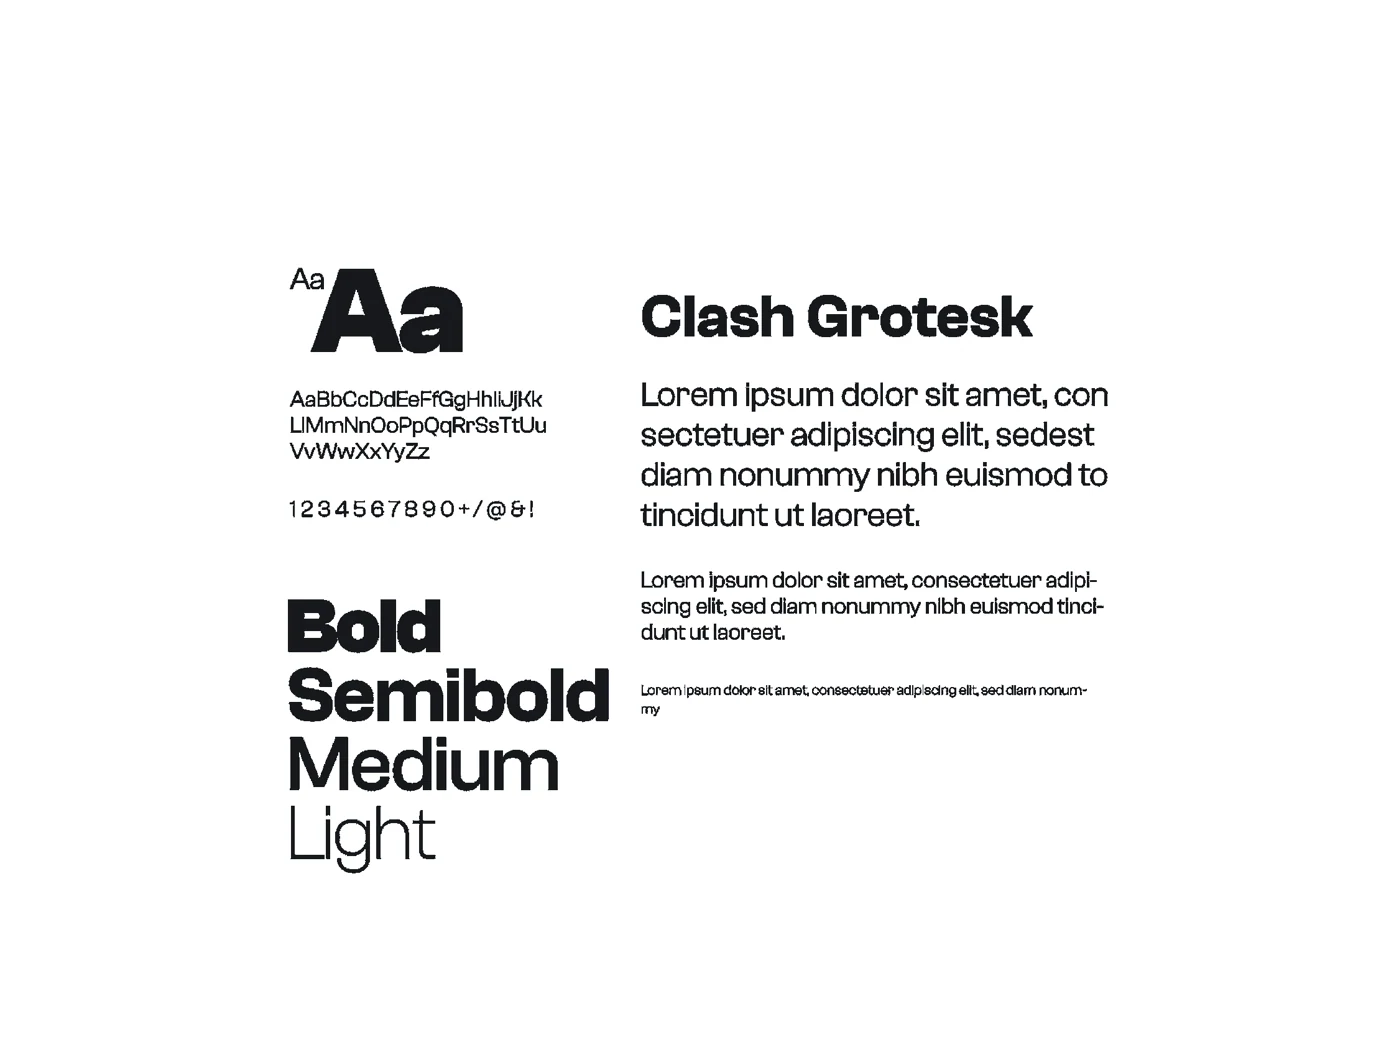 Aa Aa
AaBbCcDdEeFfGgHhIiJjKk
LlMmNnOoPpQqRrSsTtUu
VvWwXxYyZz
1234567890+/@&!
Bold
Semibold
Medium
Light
Clash Grotesk
Lorem ipsum dolor sit amet, con
sectetuer adipiscing elit, sedest
diam nonummy nibh euismod to
tincidunt ut laoreet.
Lorem ipsum dolor sit amet, consectetuer adipi-
scing elit, sed diam nonummy nibh euismod tinci-
dunt ut laoreet.
Lorem ipsum dolor sit amet, consectetuer adipiscing elit, sed diam nonum-
my